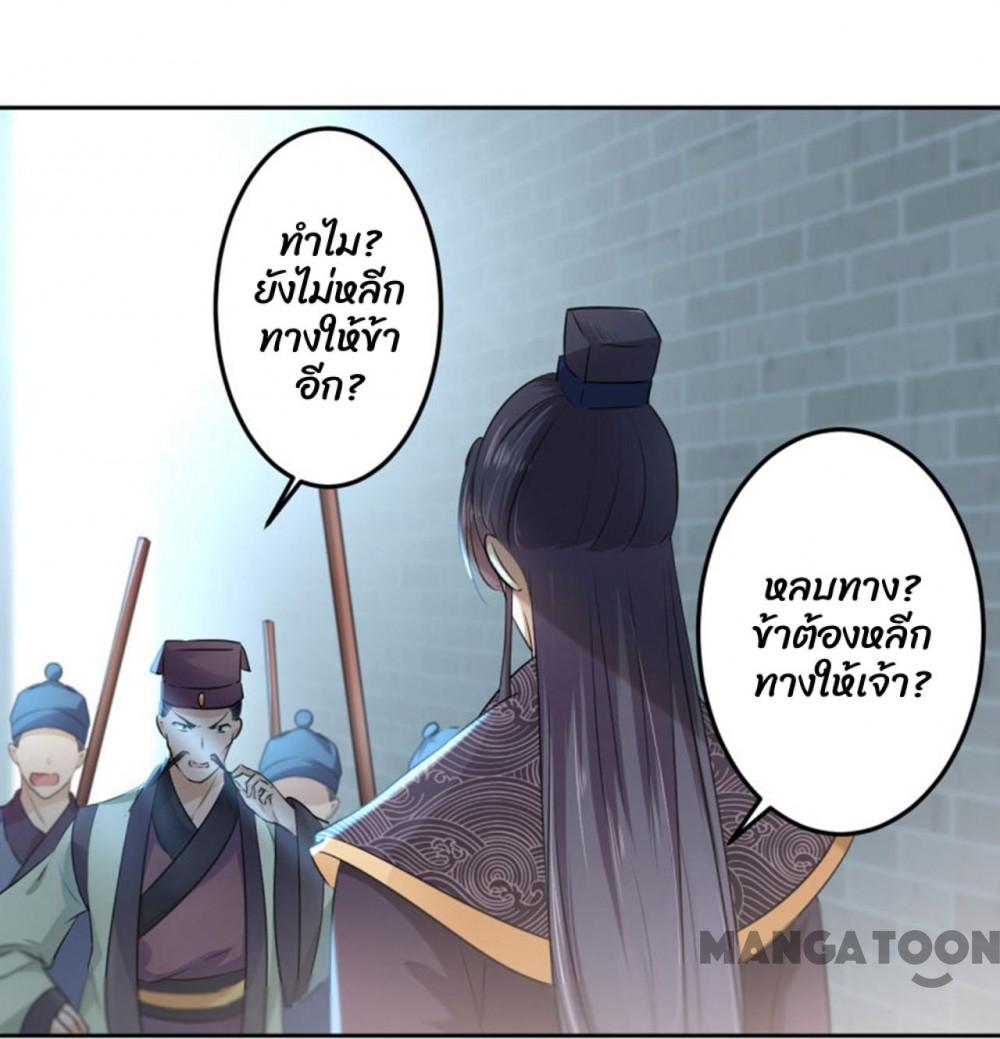 ทำไม?
ยังไม่หลีก
ทางให้ข้า
อีก?
หลบทาง?
ข้าต้องหลีก
ทางให้เจ้า?
MANGATOON